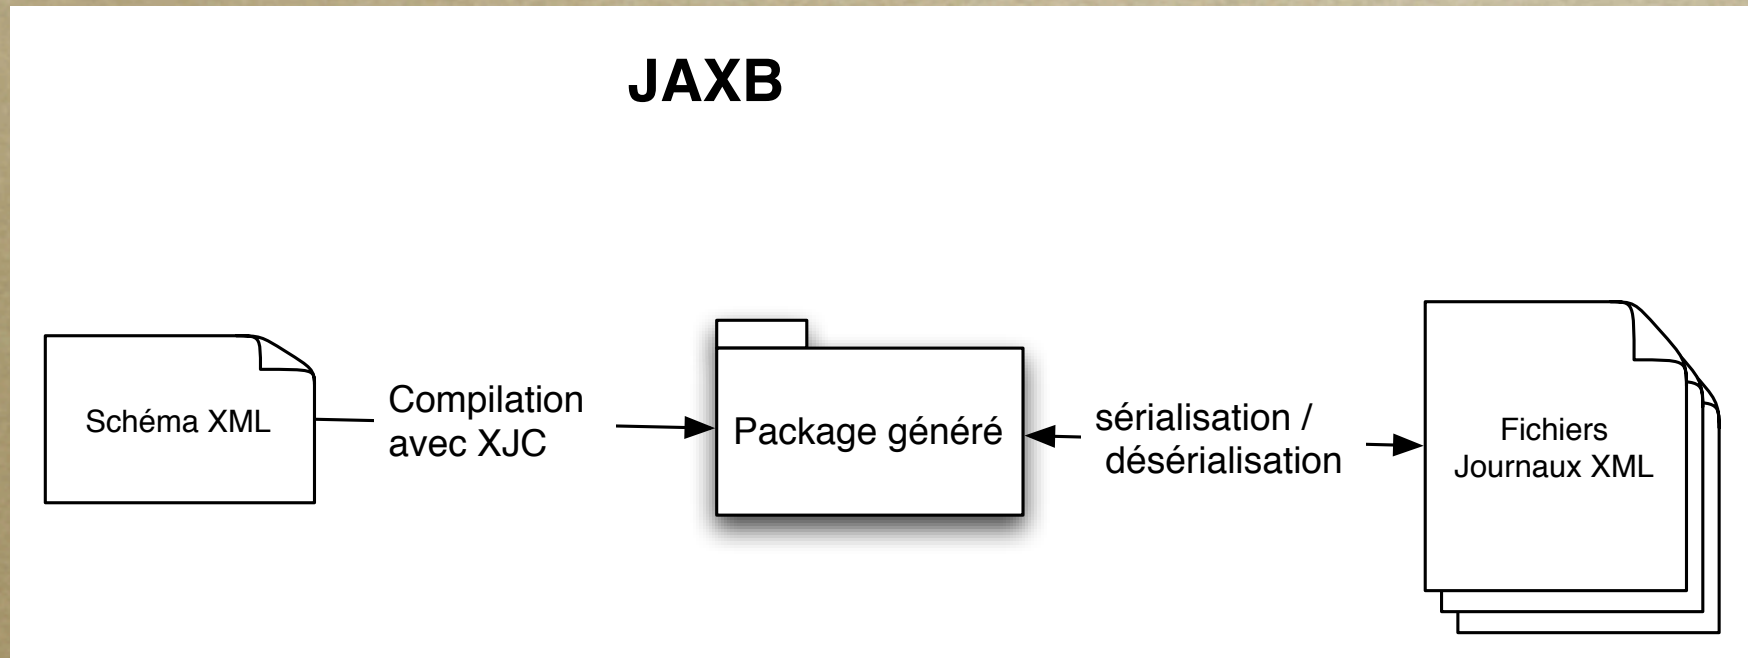 JAXB
Schéma XML
Compilation
avec XJC
Package généré
sérialisation /
désérialisation
Fichiers
Journaux XML